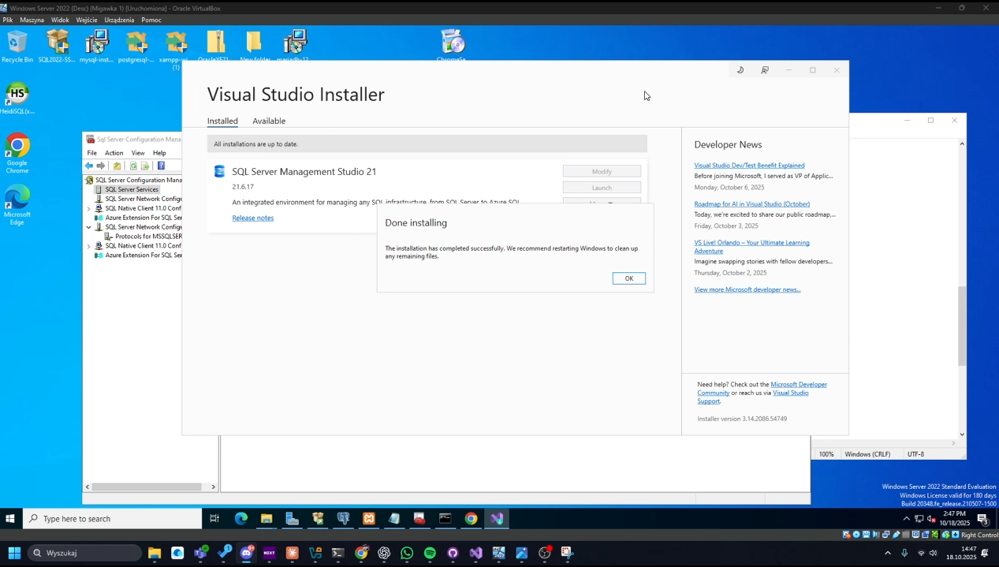 Windows Server 2022 (Desc) (Migawka 1) [Uruchomiona] - Oracle VirtualBox
Plik Maszyna Widok Wejście Urządzenia Pomoc
Recycle Bin SQL2022-SS... mysql-inst... postgresql-... xampp-wi... OracleXE21... New folder mariadb-12... ChromeSe...
(1)
HeidiSQL(x...
Google
Chrome
Microsoft
Edge
Sql Server Configuration Mana
File Action View Help
SQL Server Configuration Mana
SQL Server Services
SQL Server Network Configu
SQL Native Client 11.0 Conf
Azure Extension For SQL Ser
SQL Server Network Configu
Protocols for MSSQLSER
SQL Native Client 11.0 Conf
Azure Extension For SQL Ser
Visual Studio Installer
Installed Available
All installations are up to date.
SQL Server Management Studio 21
21.6.17
An integrated environment for managing any SQL infrastructure, from SQL Server to Azure SQL.
Release notes
Modify
Launch
Done installing
The installation has completed successfully. We recommend restarting Windows to clean up
any remaining files.
OK
Developer News
Visual Studio Dev/Test Benefit Explained
Before joining Microsoft, I served as VP of Applic...
Monday, October 6, 2025
Roadmap for AI in Visual Studio (October)
Today, we're excited to share our public roadmap,...
Friday, October 3, 2025
VS Live! Orlando – Your Ultimate Learning
Adventure
Imagine swapping stories with fellow developers...
Thursday, October 2, 2025
View more Microsoft developer news...
Need help? Check out the Microsoft Developer
Community or reach us via Visual Studio
Support.
Installer version 3.14.2086.54749
100% Windows (CRLF) UTF-8
Windows Server 2022 Standard Evaluation
Windows License valid for 180 days
Build 20348.fe_release.210507-1500
Type here to search
2:47 PM
10/18/2025
3
Right Control
Wyszukaj
14:47
18.10.2025